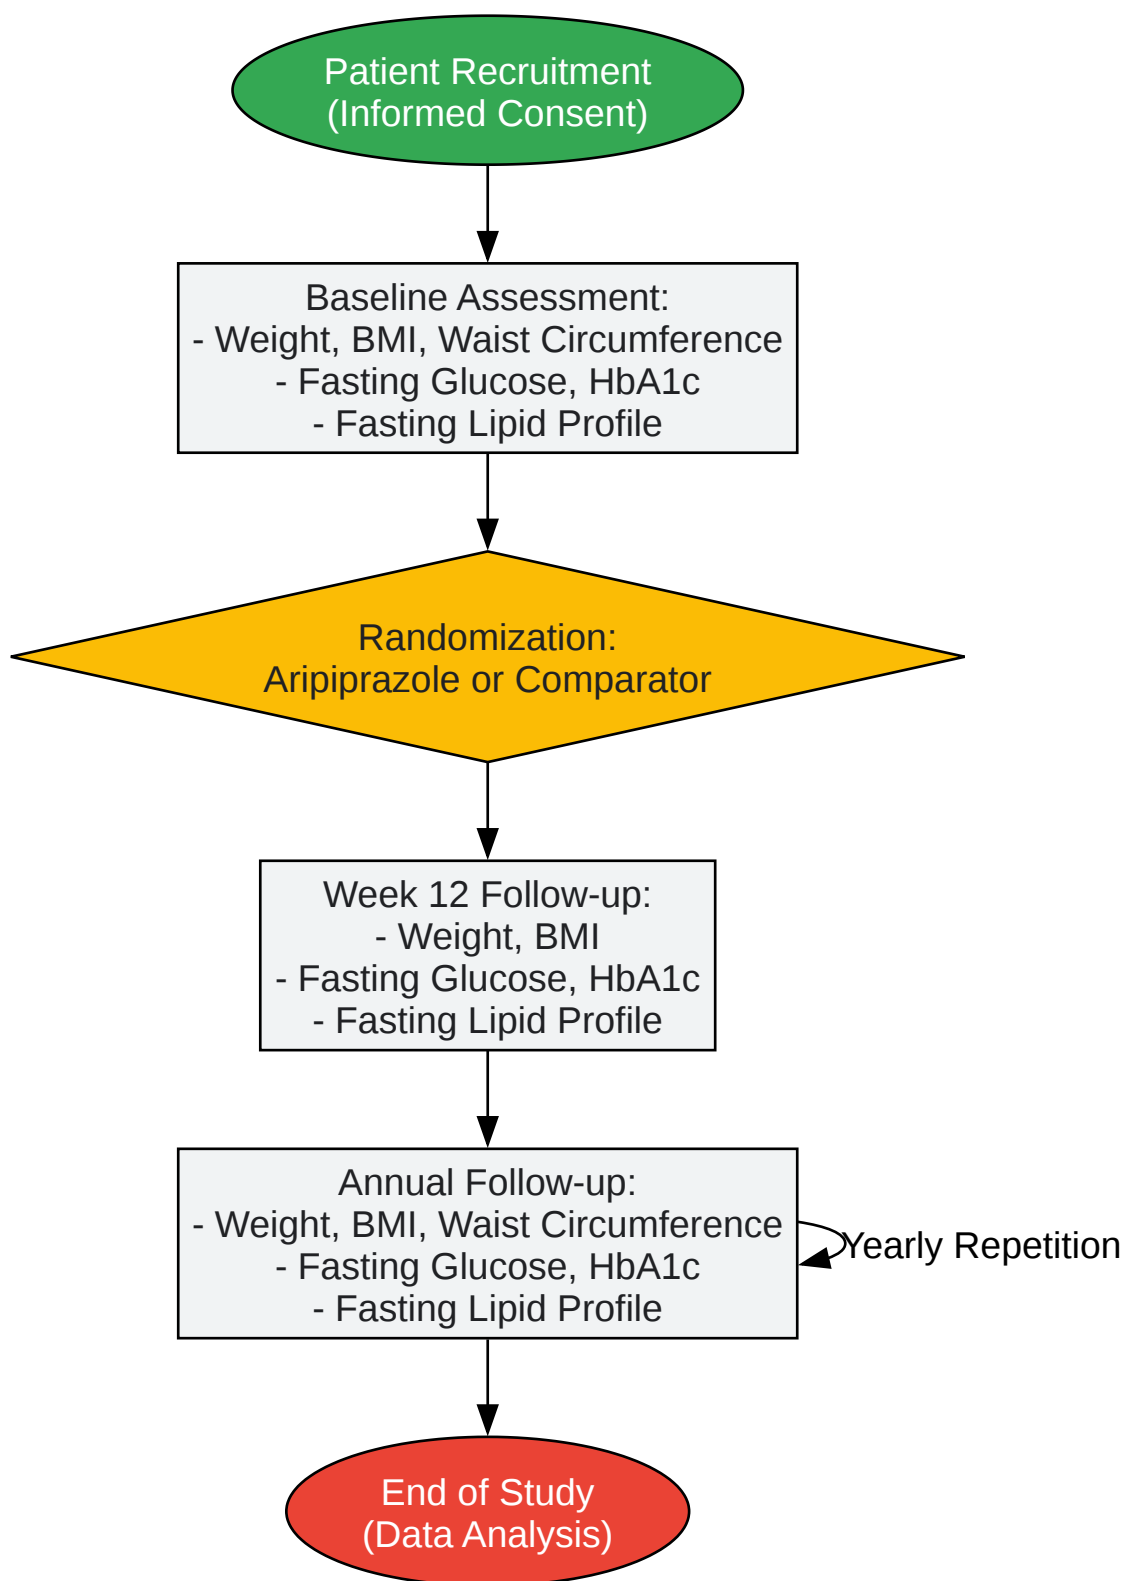 Patient Recruitment
(Informed Consent)
Baseline Assessment:
- Weight, BMI, Waist Circumference
- Fasting Glucose, HbA1c
- Fasting Lipid Profile
Randomization:
Aripiprazole or Comparator
Week 12 Follow-up:
- Weight, BMI
- Fasting Glucose, HbA1c
- Fasting Lipid Profile
Annual Follow-up:
- Weight, BMI, Waist Circumference
- Fasting Glucose, HbA1c
- Fasting Lipid Profile
Yearly Repetition
End of Study
(Data Analysis)